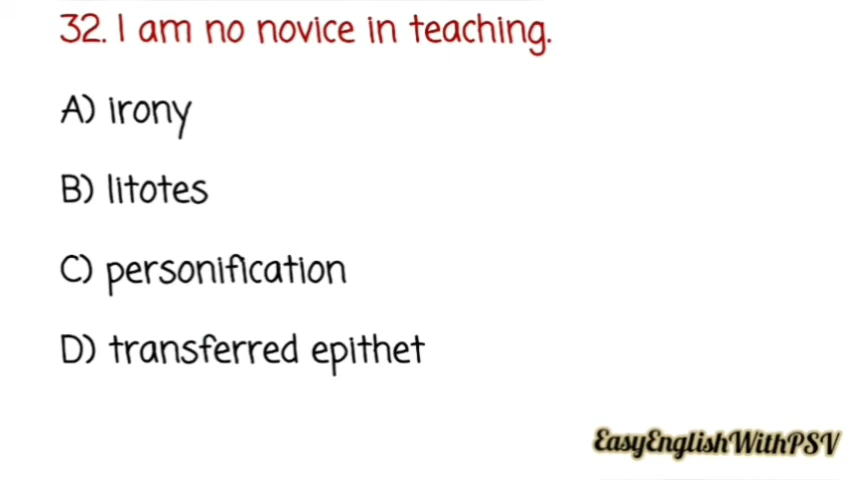 32. I am no novice in teaching.
A) irony
B) litotes
C) personification
D) transferred epithet
EasyEnglishWithPSV